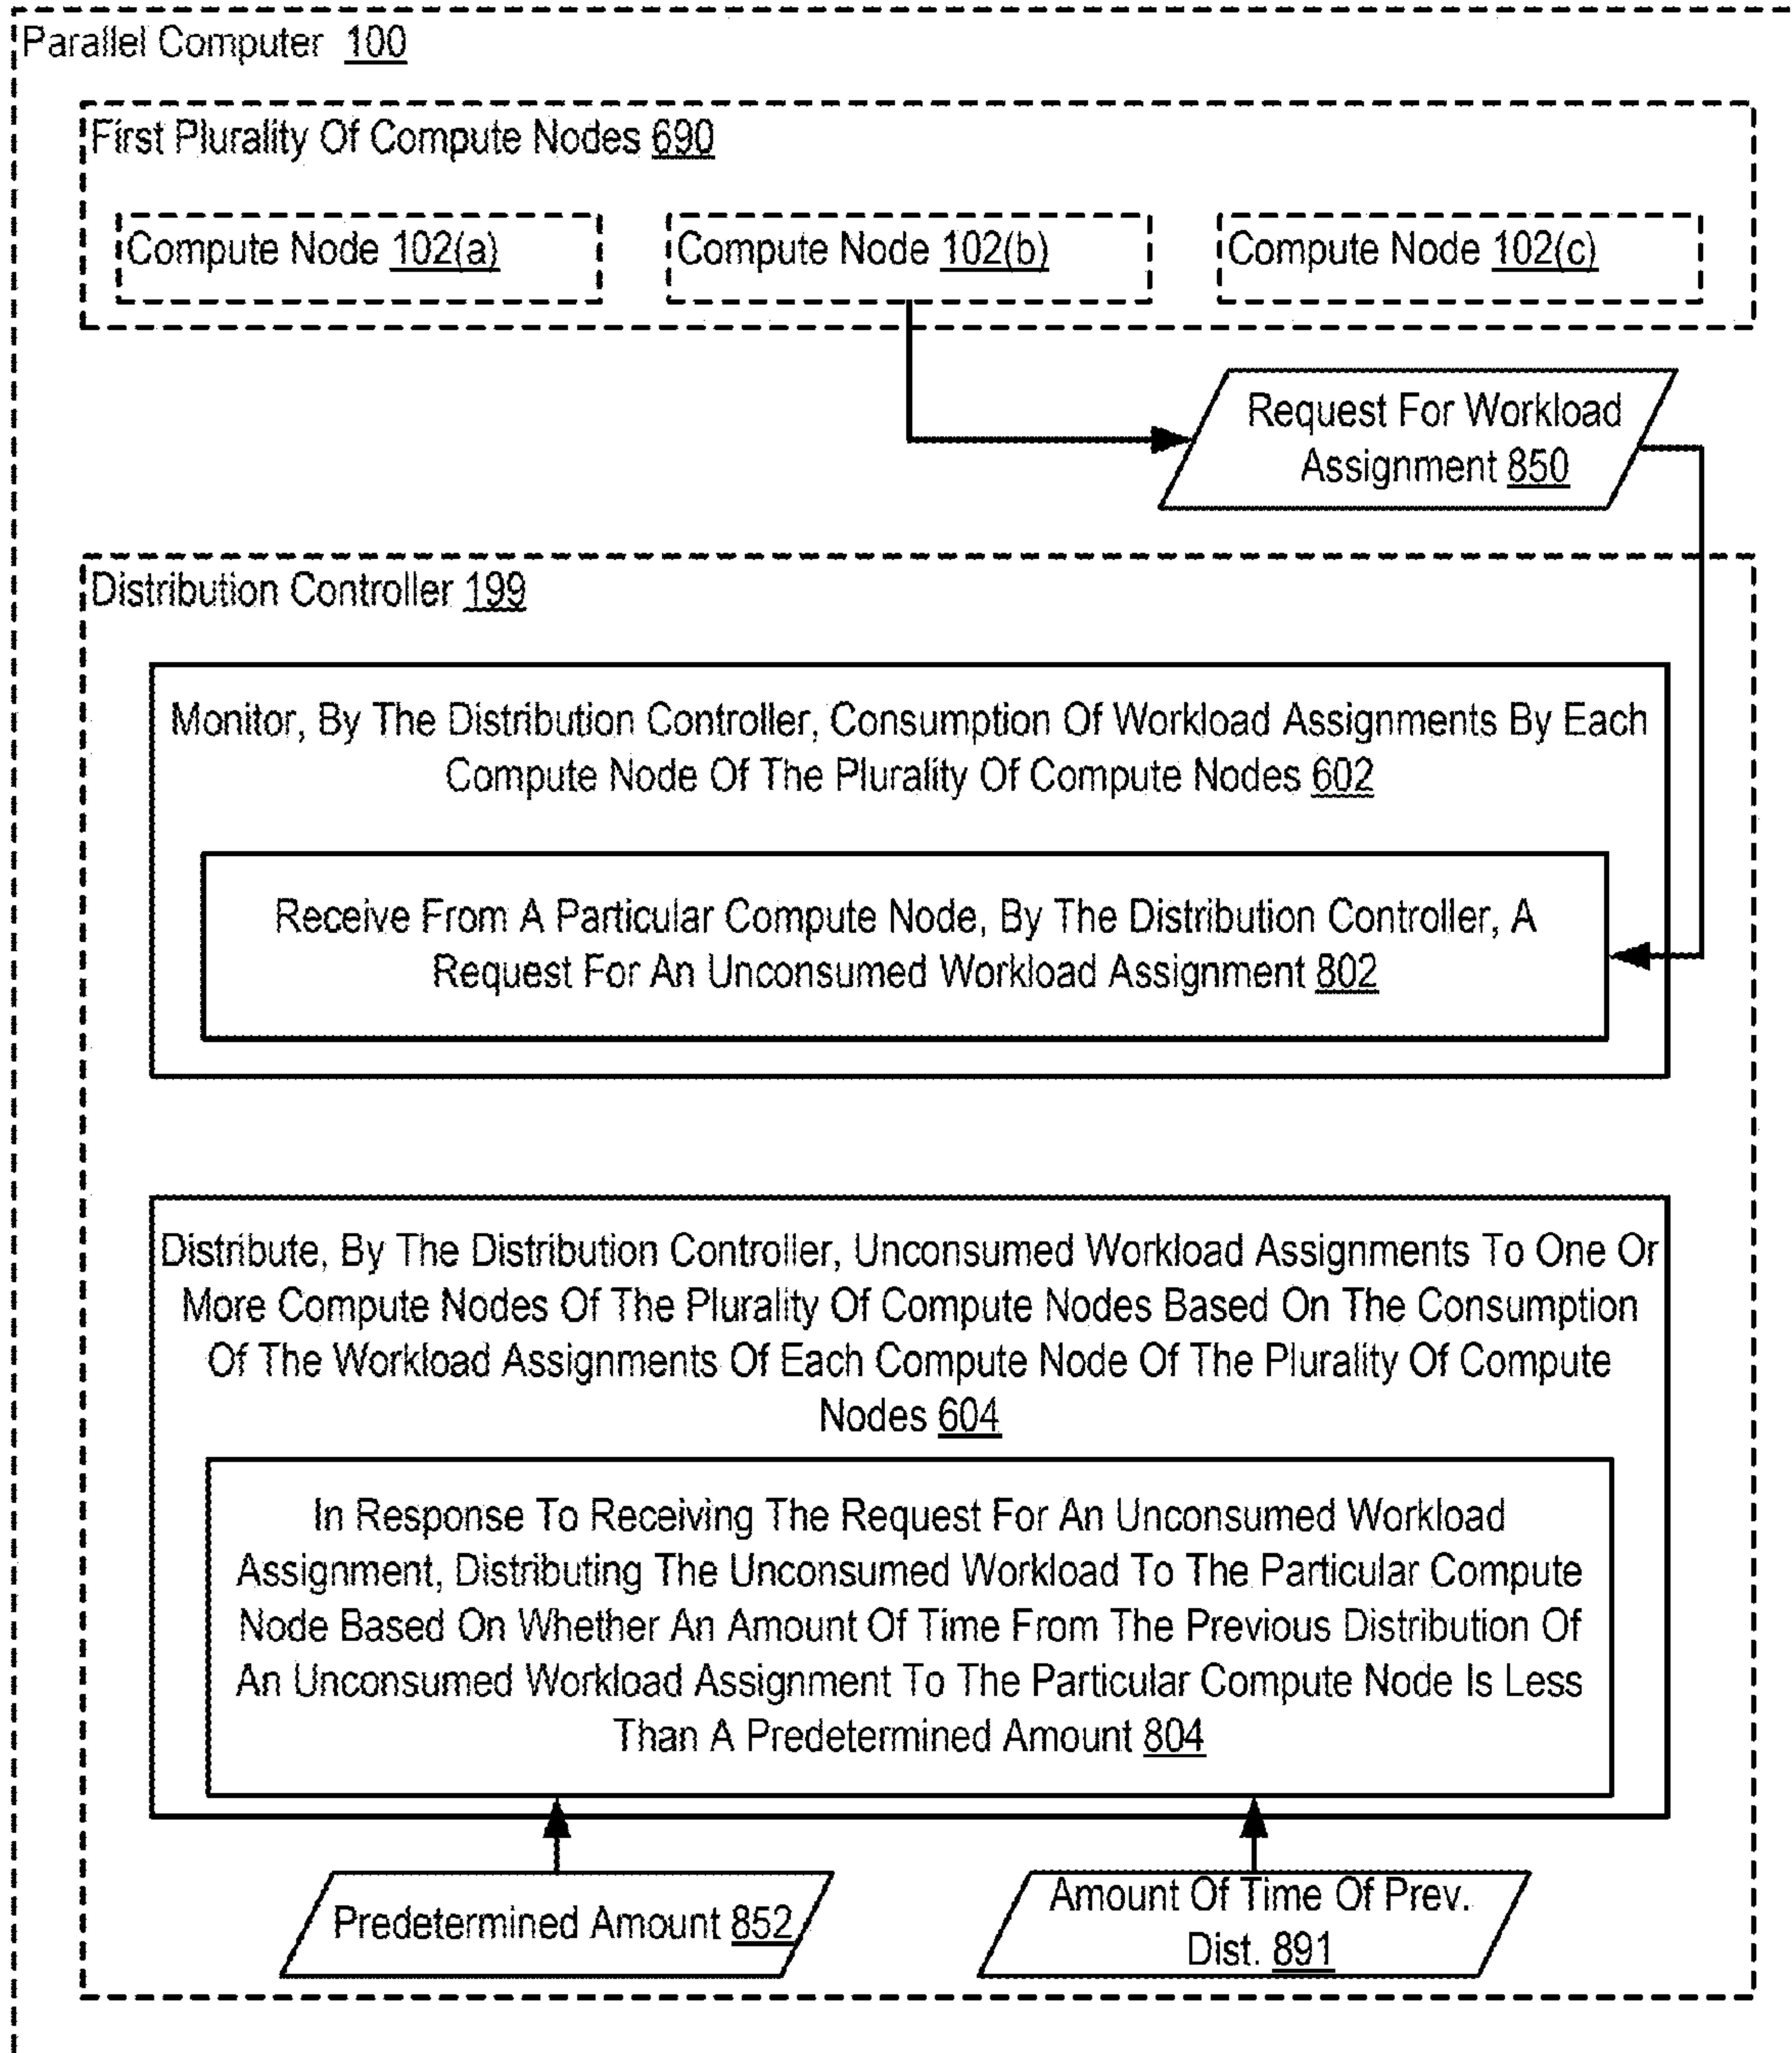 Parallel Computer 100
First Plurality Of Compute Nodes 690
Compute Node 102(a)
Compute Node 102(b)
Compute Node 102(c)
Request For Workload
Assignment 850
Distribution Controller 199
Monitor, By The Distribution Controller, Consumption Of Workload Assignments By Each
Compute Node Of The Plurality Of Compute Nodes 602
Receive From A Particular Compute Node, By The Distribution Controller, A
Request For An Unconsumed Workload Assignment 802
Distribute, By The Distribution Controller, Unconsumed Workload Assignments To One Or
More Compute Nodes Of The Plurality Of Compute Nodes Based On The Consumption
Of The Workload Assignments Of Each Compute Node Of The Plurality Of Compute
Nodes 604
In Response To Receiving The Request For An Unconsumed Workload
Assignment, Distributing The Unconsumed Workload To The Particular Compute
Node Based On Whether An Amount Of Time From The Previous Distribution Of
An Unconsumed Workload Assignment To The Particular Compute Node Is Less
Than A Predetermined Amount 804
Predetermined Amount 852
Amount Of Time Of Prev.
Dist. 891